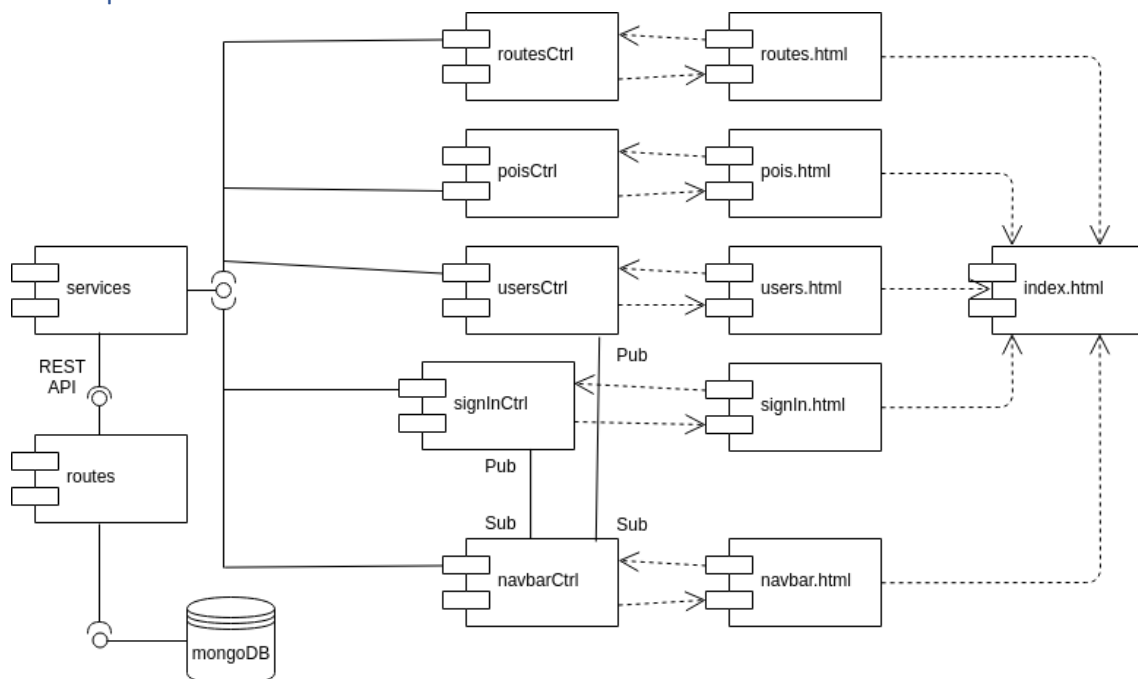 routesCtrl
routes.html
poisCtrl
pois.html
services
usersCtrl
users.html
index.html
REST
API
Pub
signInCtrl
signIn.html
routes
Pub
Sub
Sub
navbarCtrl
navbar.html
mongoDB